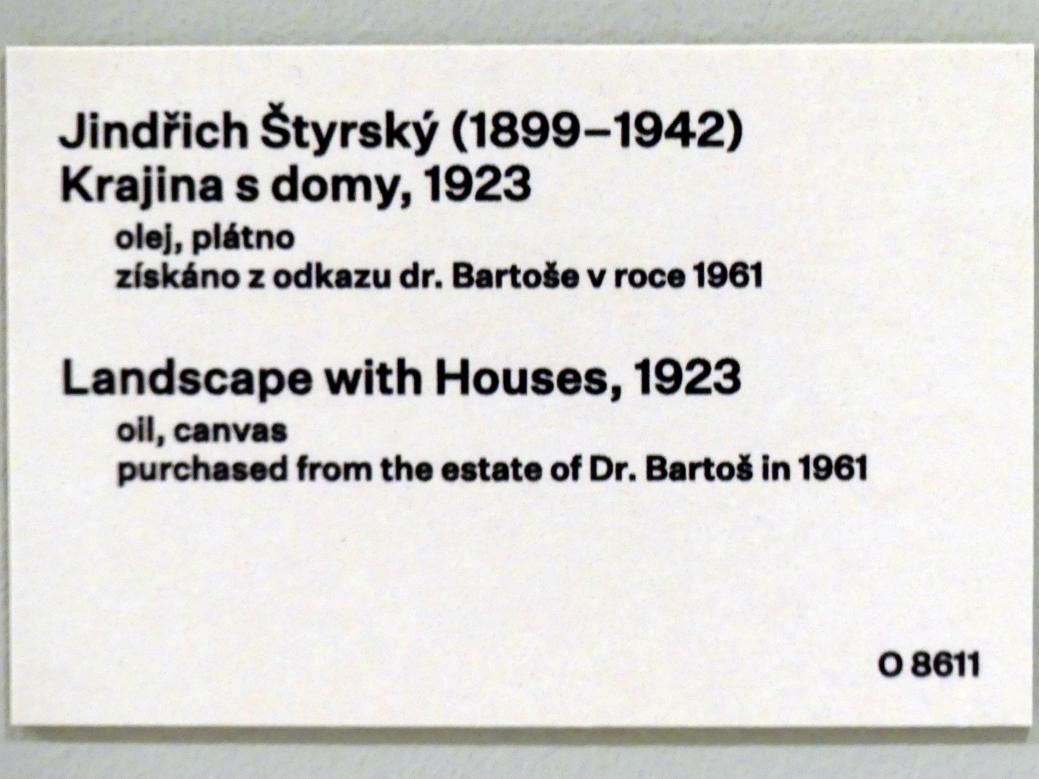 Jindřich Štyrský (1899–1942)
Krajina s domy, 1923
olej, plátno
získáno z odkazu dr. Bartoše v roce 1961
Landscape with Houses, 1923
oil, canvas
purchased from the estate of Dr. Bartoš in 1961
O 8611